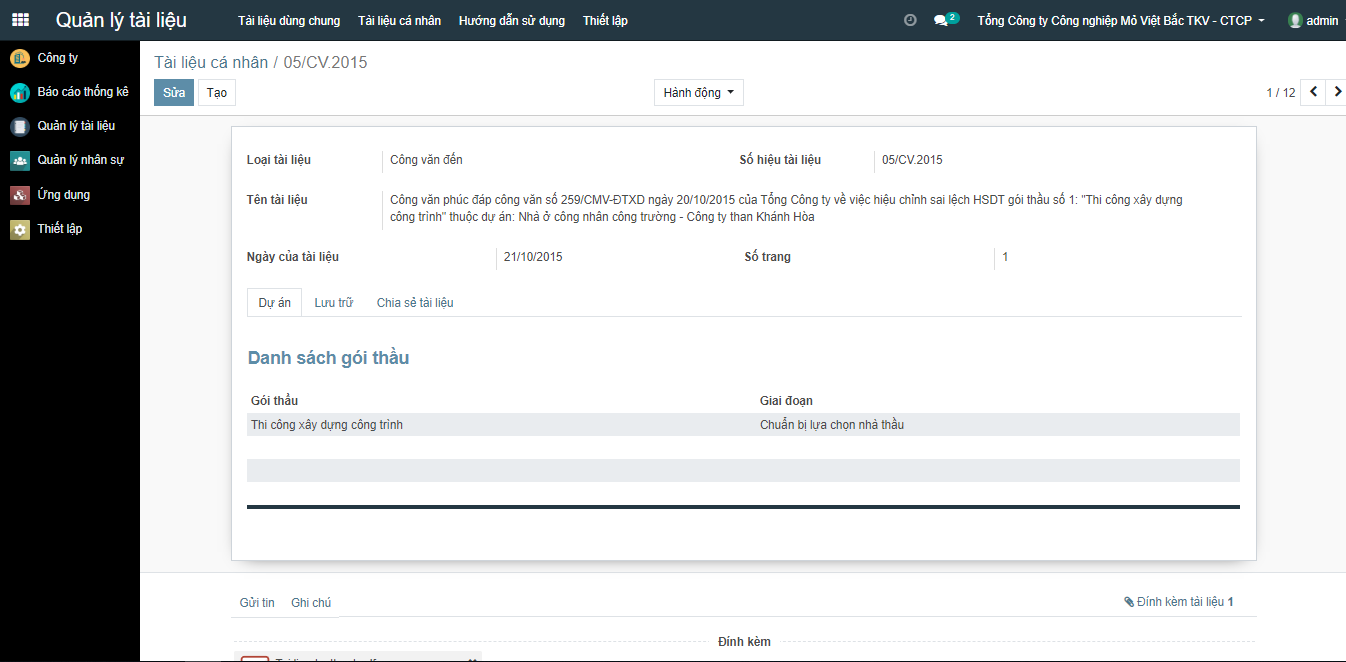 Quản lý tài liệu Tài liệu dùng chung Tài liệu cá nhân Hướng dẫn sử dụng Thiết lập 2 Tổng Công ty Công nghiệp Mỏ Việt Bắc TKV - CTCP admin
Công ty
Báo cáo thống kê
Quản lý tài liệu
Quản lý nhân sự
Ứng dụng
Thiết lập
Tài liệu cá nhân / 05/CV.2015
Sửa Tạo Hành động 1 / 12
Loại tài liệu Công văn đến Số hiệu tài liệu 05/CV.2015
Tên tài liệu Công văn phúc đáp công văn số 259/CMV-ĐTXD ngày 20/10/2015 của Tổng Công ty về việc hiệu chỉnh sai lệch HSDT gói thầu số 1: "Thi công xây dựng
công trình" thuộc dự án: Nhà ở công nhân công trường - Công ty than Khánh Hòa
Ngày của tài liệu 21/10/2015 Số trang 1
Dự án Lưu trữ Chia sẻ tài liệu
Danh sách gói thầu
Gói thầu Giai đoạn
Thi công xây dựng công trình Chuẩn bị lựa chọn nhà thầu
Gửi tin Ghi chú Đính kèm tài liệu 1
Đính kèm